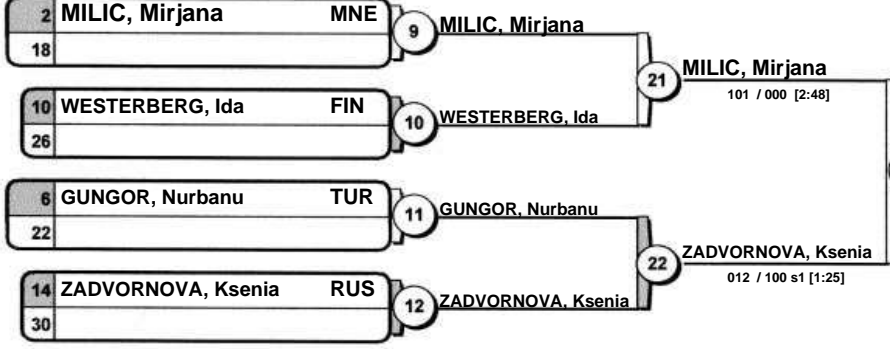 2 MILIC, Mirjana MNE
18
9 MILIC, Mirjana
21 MILIC, Mirjana
101 / 000 [2:48]
10 WESTERBERG, Ida FIN
26
10 WESTERBERG, Ida
6 GUNGOR, Nurbanu TUR
22
11 GUNGOR, Nurbanu
22 ZADVORNOVA, Ksenia
012 / 100 s1 [1:25]
14 ZADVORNOVA, Ksenia RUS
30
12 ZADVORNOVA, Ksenia